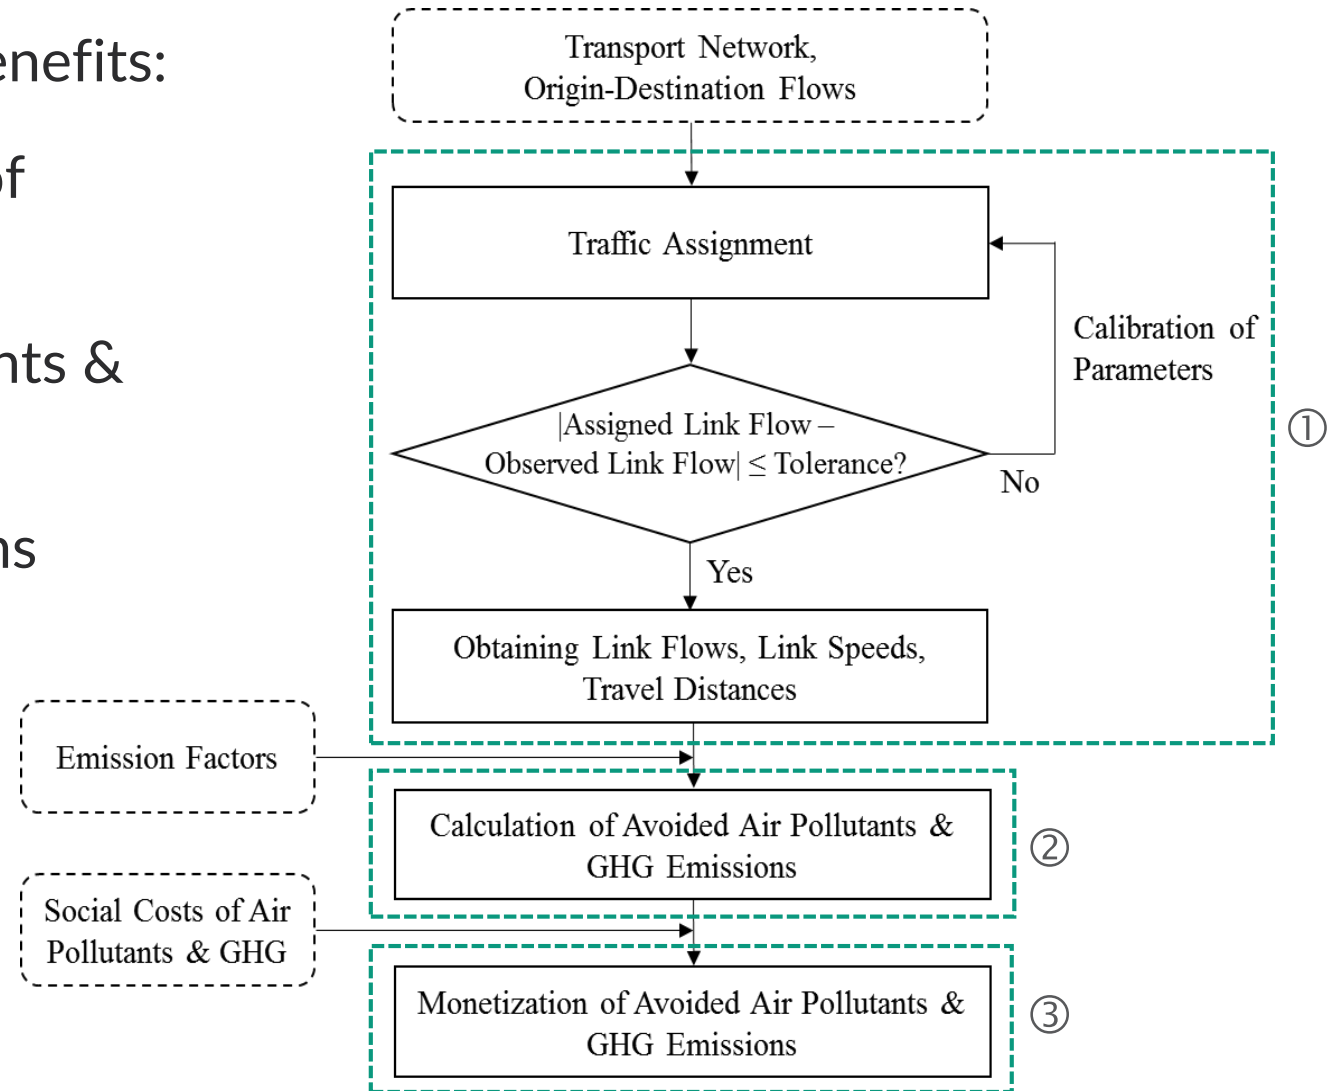 enefits:
of
nts &
ns
Transport Network,
Origin-Destination Flows
Traffic Assignment
Calibration of
Parameters
|Assigned Link Flow –
Observed Link Flow| ≤ Tolerance?
No
Yes
Obtaining Link Flows, Link Speeds,
Travel Distances
①
Emission Factors
Calculation of Avoided Air Pollutants &
GHG Emissions
②
Social Costs of Air
Pollutants & GHG
Monetization of Avoided Air Pollutants &
GHG Emissions
③